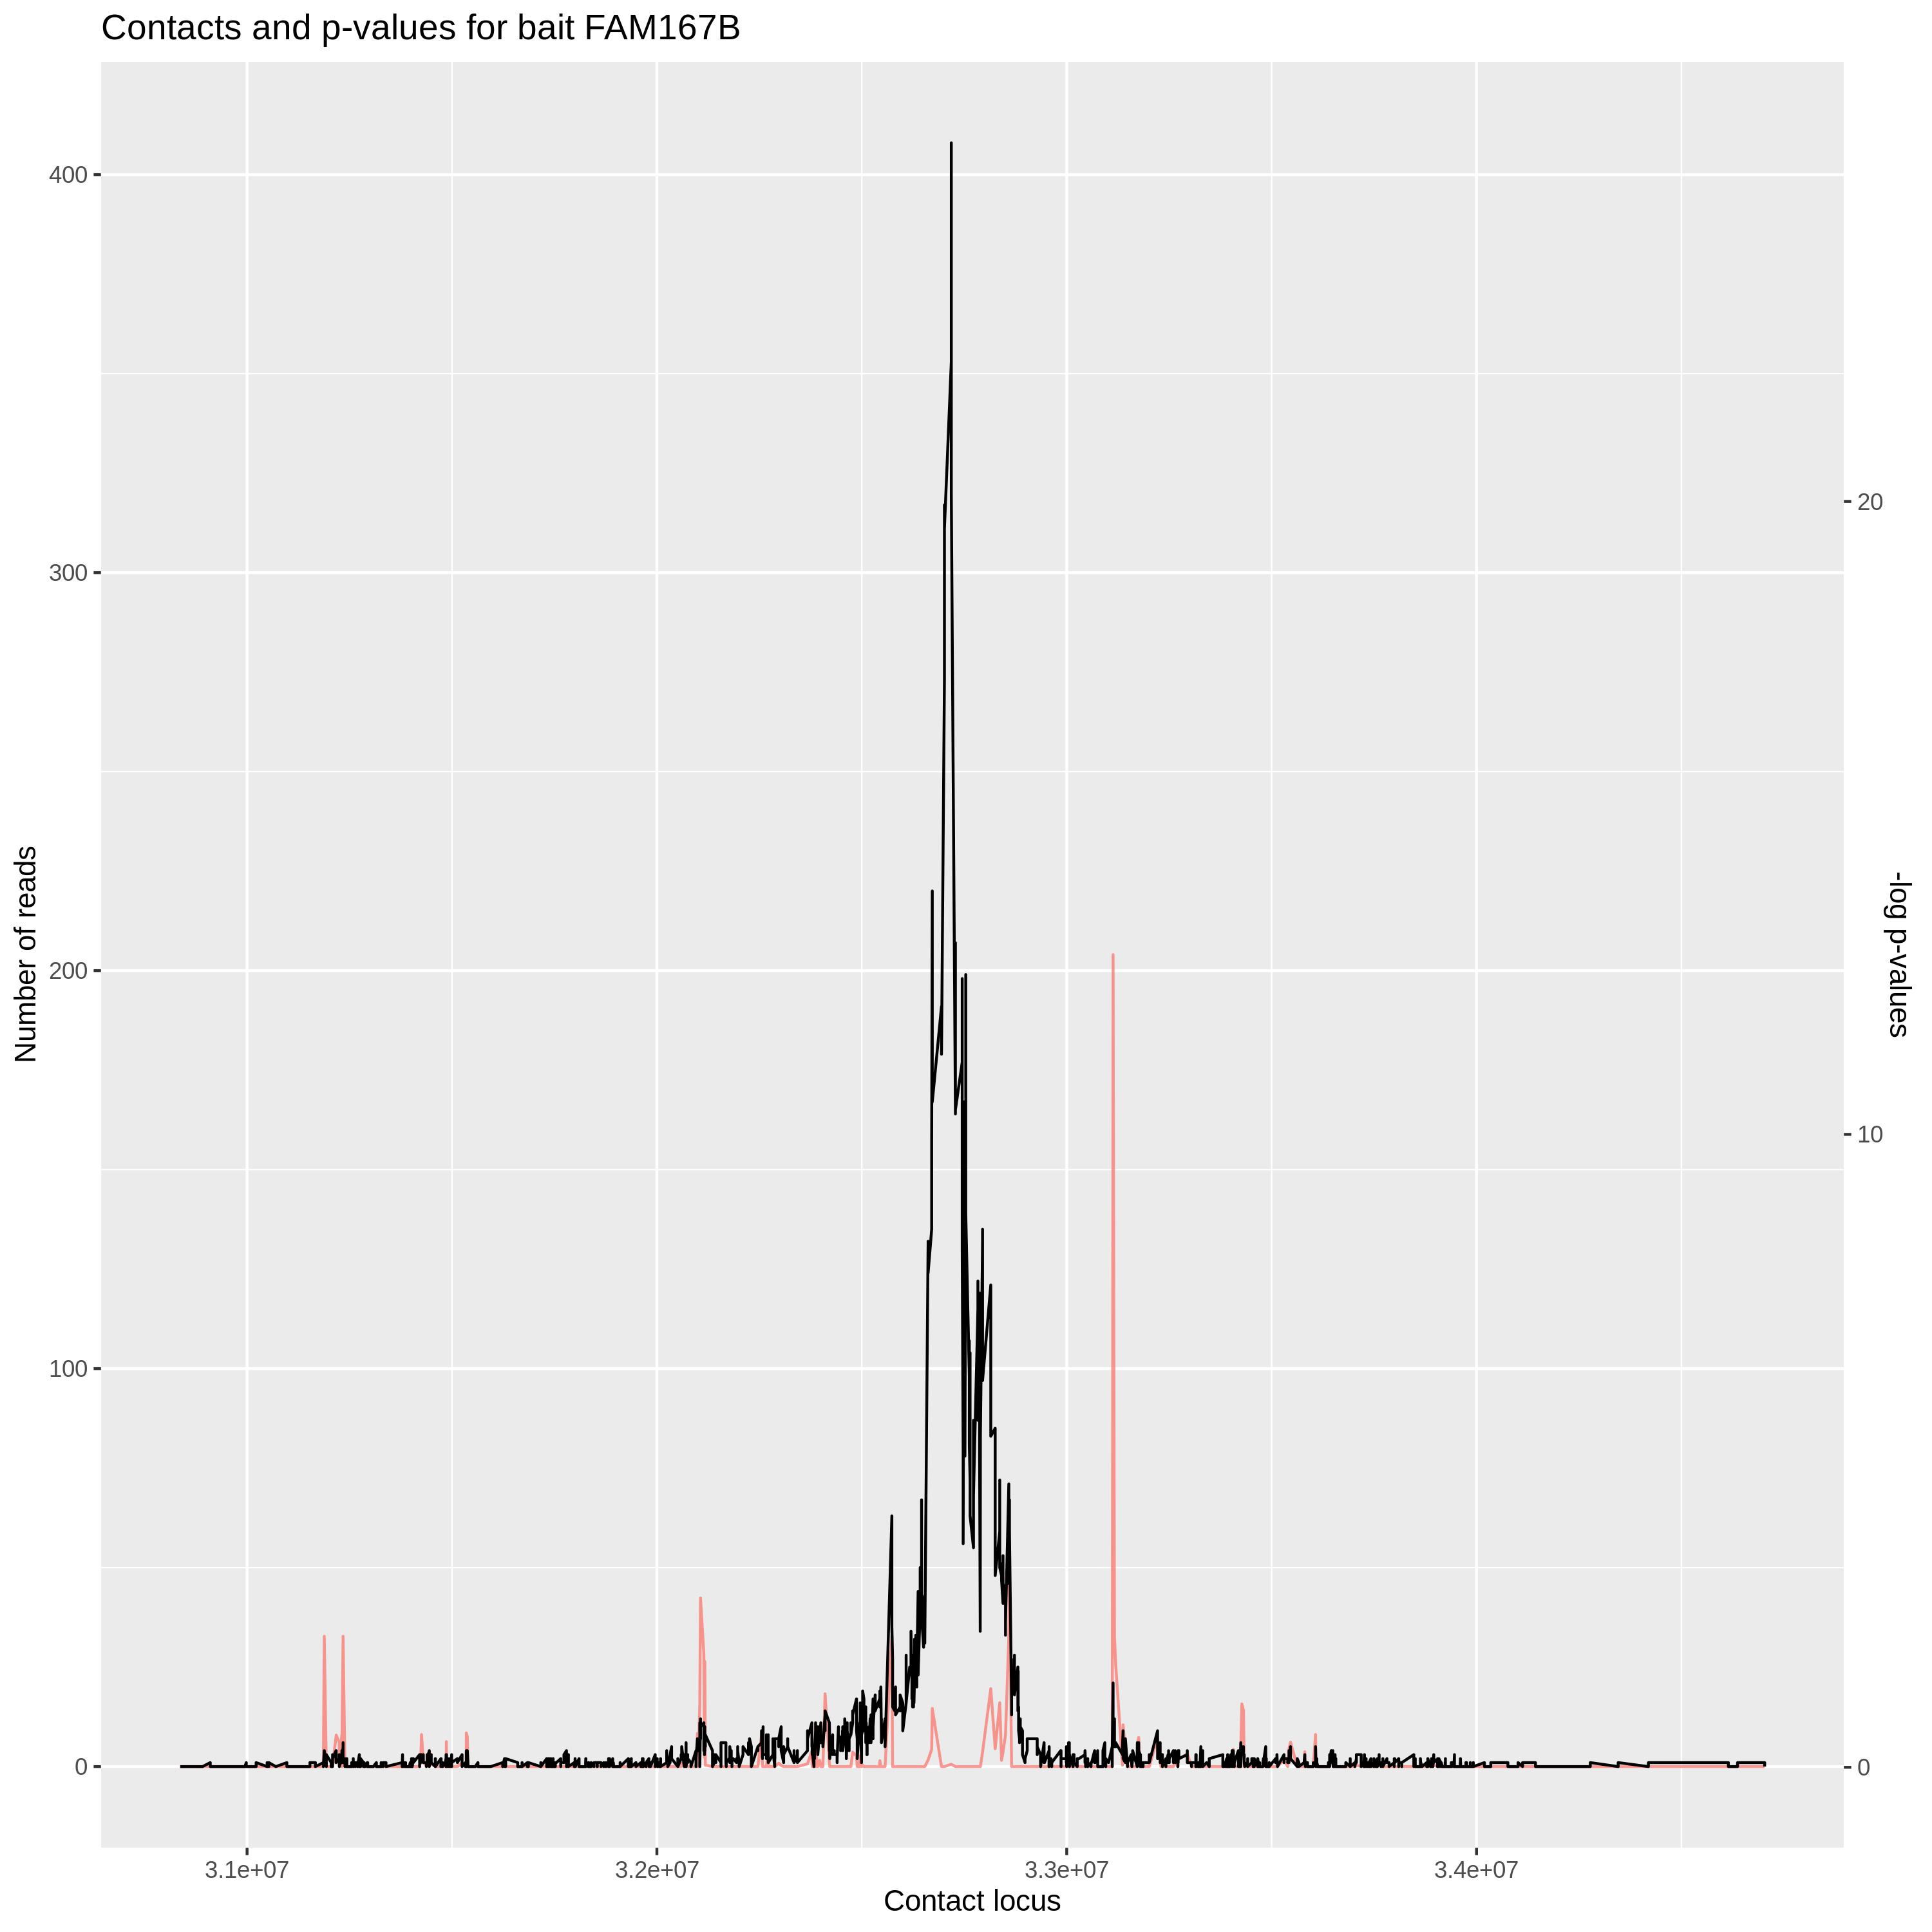 Contacts and p-values for bait FAM167B
400
300
200
100
0
Number of reads
20
10
0
-log p-values
3.1e+07
3.2e+07
3.3e+07
3.4e+07
Contact locus